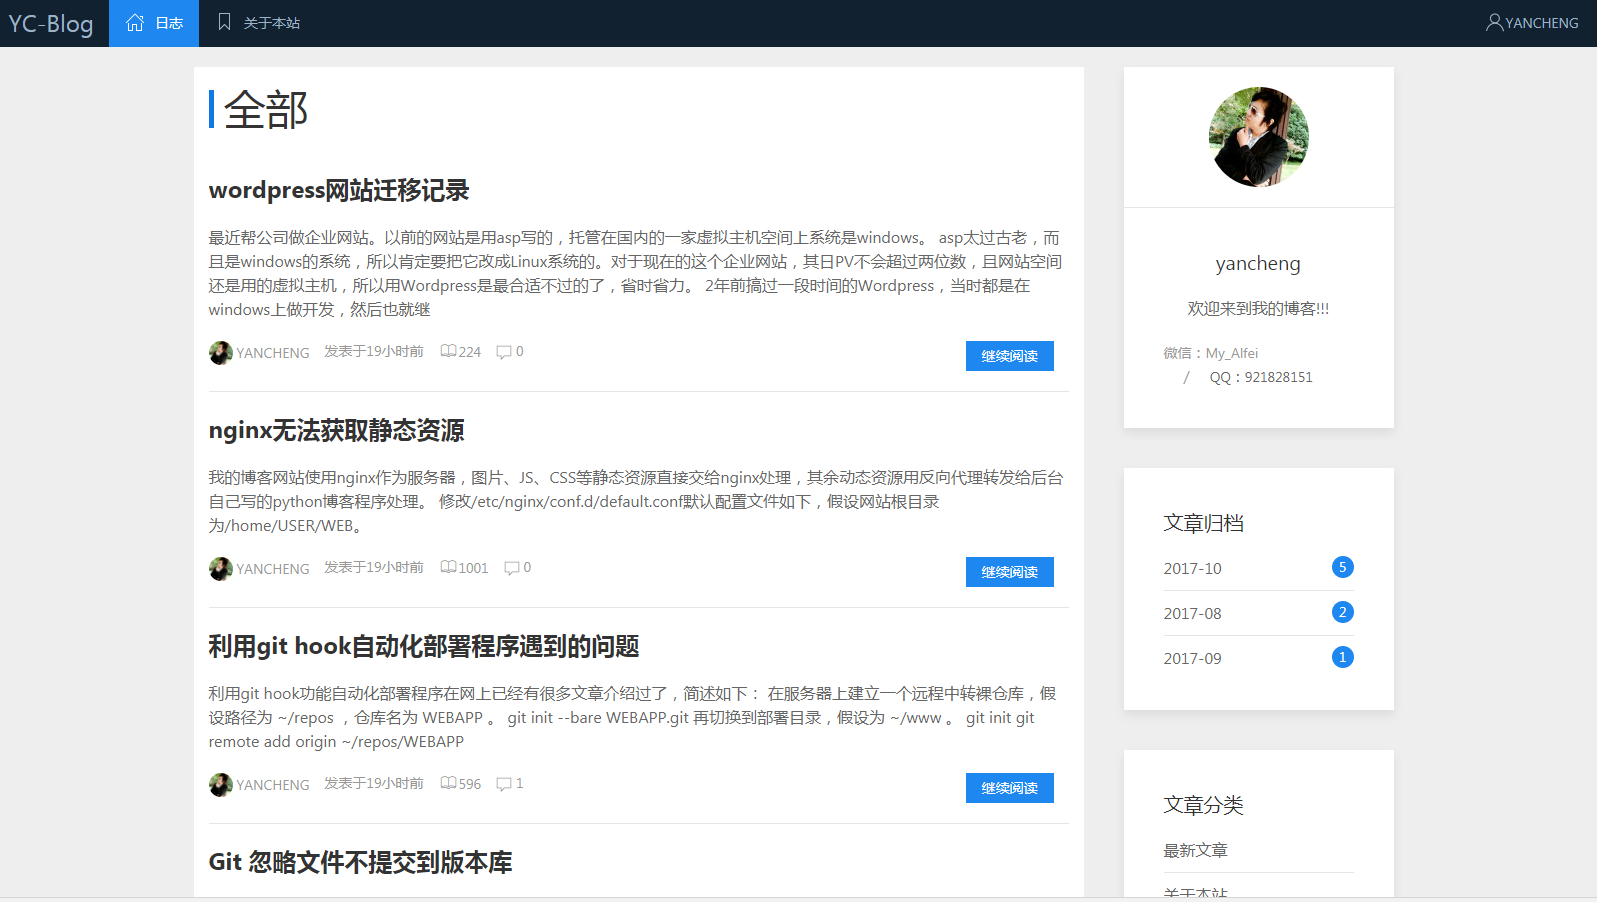 YC-Blog 日志 关于本站 YANCHENG
全部
wordpress网站迁移记录
最近帮公司做企业网站。以前的网站是用asp写的，托管在国内的一家虚拟主机空间上系统是windows。 asp太过古老，而
且是windows的系统，所以肯定要把它改成Linux系统的。对于现在的这个企业网站，其日PV不会超过两位数，且网站空间
还是用的虚拟主机，所以用Wordpress是最合适不过的了，省时省力。 2年前搞过一段时间的Wordpress，当时都是在
windows上做开发，然后也就继
YANCHENG 发表于19小时前 224 0 继续阅读
nginx无法获取静态资源
我的博客网站使用nginx作为服务器，图片、JS、CSS等静态资源直接交给nginx处理，其余动态资源用反向代理转发给后台
自己写的python博客程序处理。 修改/etc/nginx/conf.d/default.conf默认配置文件如下，假设网站根目录
为/home/USER/WEB。
YANCHENG 发表于19小时前 1001 0 继续阅读
利用git hook自动化部署程序遇到的问题
利用git hook功能自动化部署程序在网上已经有很多文章介绍过了，简述如下： 在服务器上建立一个远程中转裸仓库，假
设路径为 ~/repos ，仓库名为 WEBAPP 。 git init --bare WEBAPP.git 再切换到部署目录，假设为 ~/www 。 git init git
remote add origin ~/repos/WEBAPP
YANCHENG 发表于19小时前 596 1 继续阅读
Git 忽略文件不提交到版本库
yancheng
欢迎来到我的博客!!!
微信：My_Alfei
/ QQ：921828151
文章归档
2017-10 5
2017-08 2
2017-09 1
文章分类
最新文章
关于本站